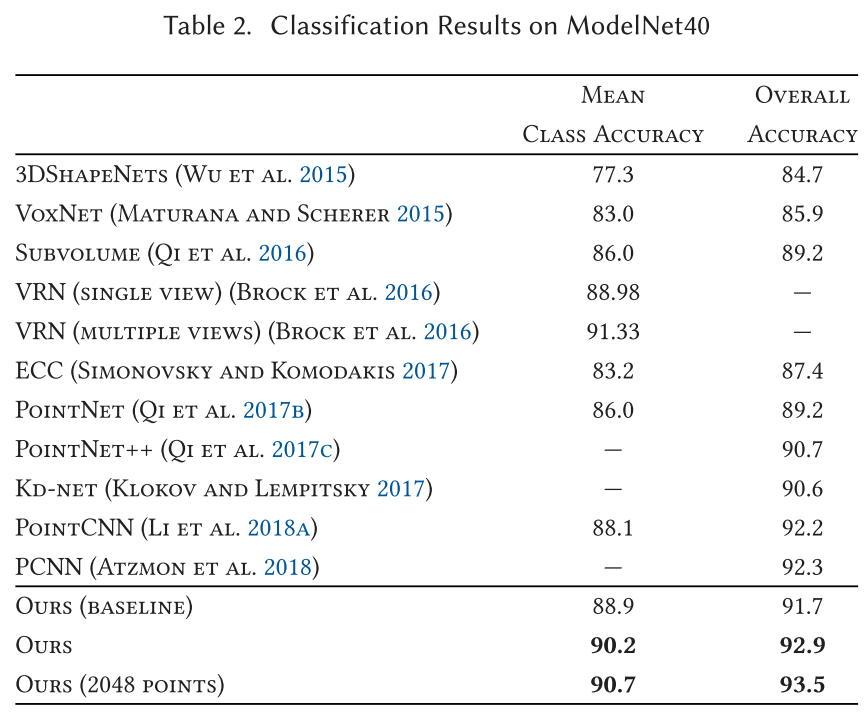 Table 2. Classification Results on ModelNet40
Mean Overall
Class Accuracy Accuracy
3DShapeNets (Wu et al. 2015) 77.3 84.7
VoxNet (Maturana and Scherer 2015) 83.0 85.9
Subvolume (Qi et al. 2016) 86.0 89.2
VRN (single view) (Brock et al. 2016) 88.98 —
VRN (multiple views) (Brock et al. 2016) 91.33 —
ECC (Simonovsky and Komodakis 2017) 83.2 87.4
PointNet (Qi et al. 2017b) 86.0 89.2
PointNet++ (Qi et al. 2017c) — 90.7
Kd-net (Klokov and Lempitsky 2017) — 90.6
PointCNN (Li et al. 2018a) 88.1 92.2
PCNN (Atzmon et al. 2018) — 92.3
Ours (baseline) 88.9 91.7
Ours 90.2 92.9
Ours (2048 points) 90.7 93.5